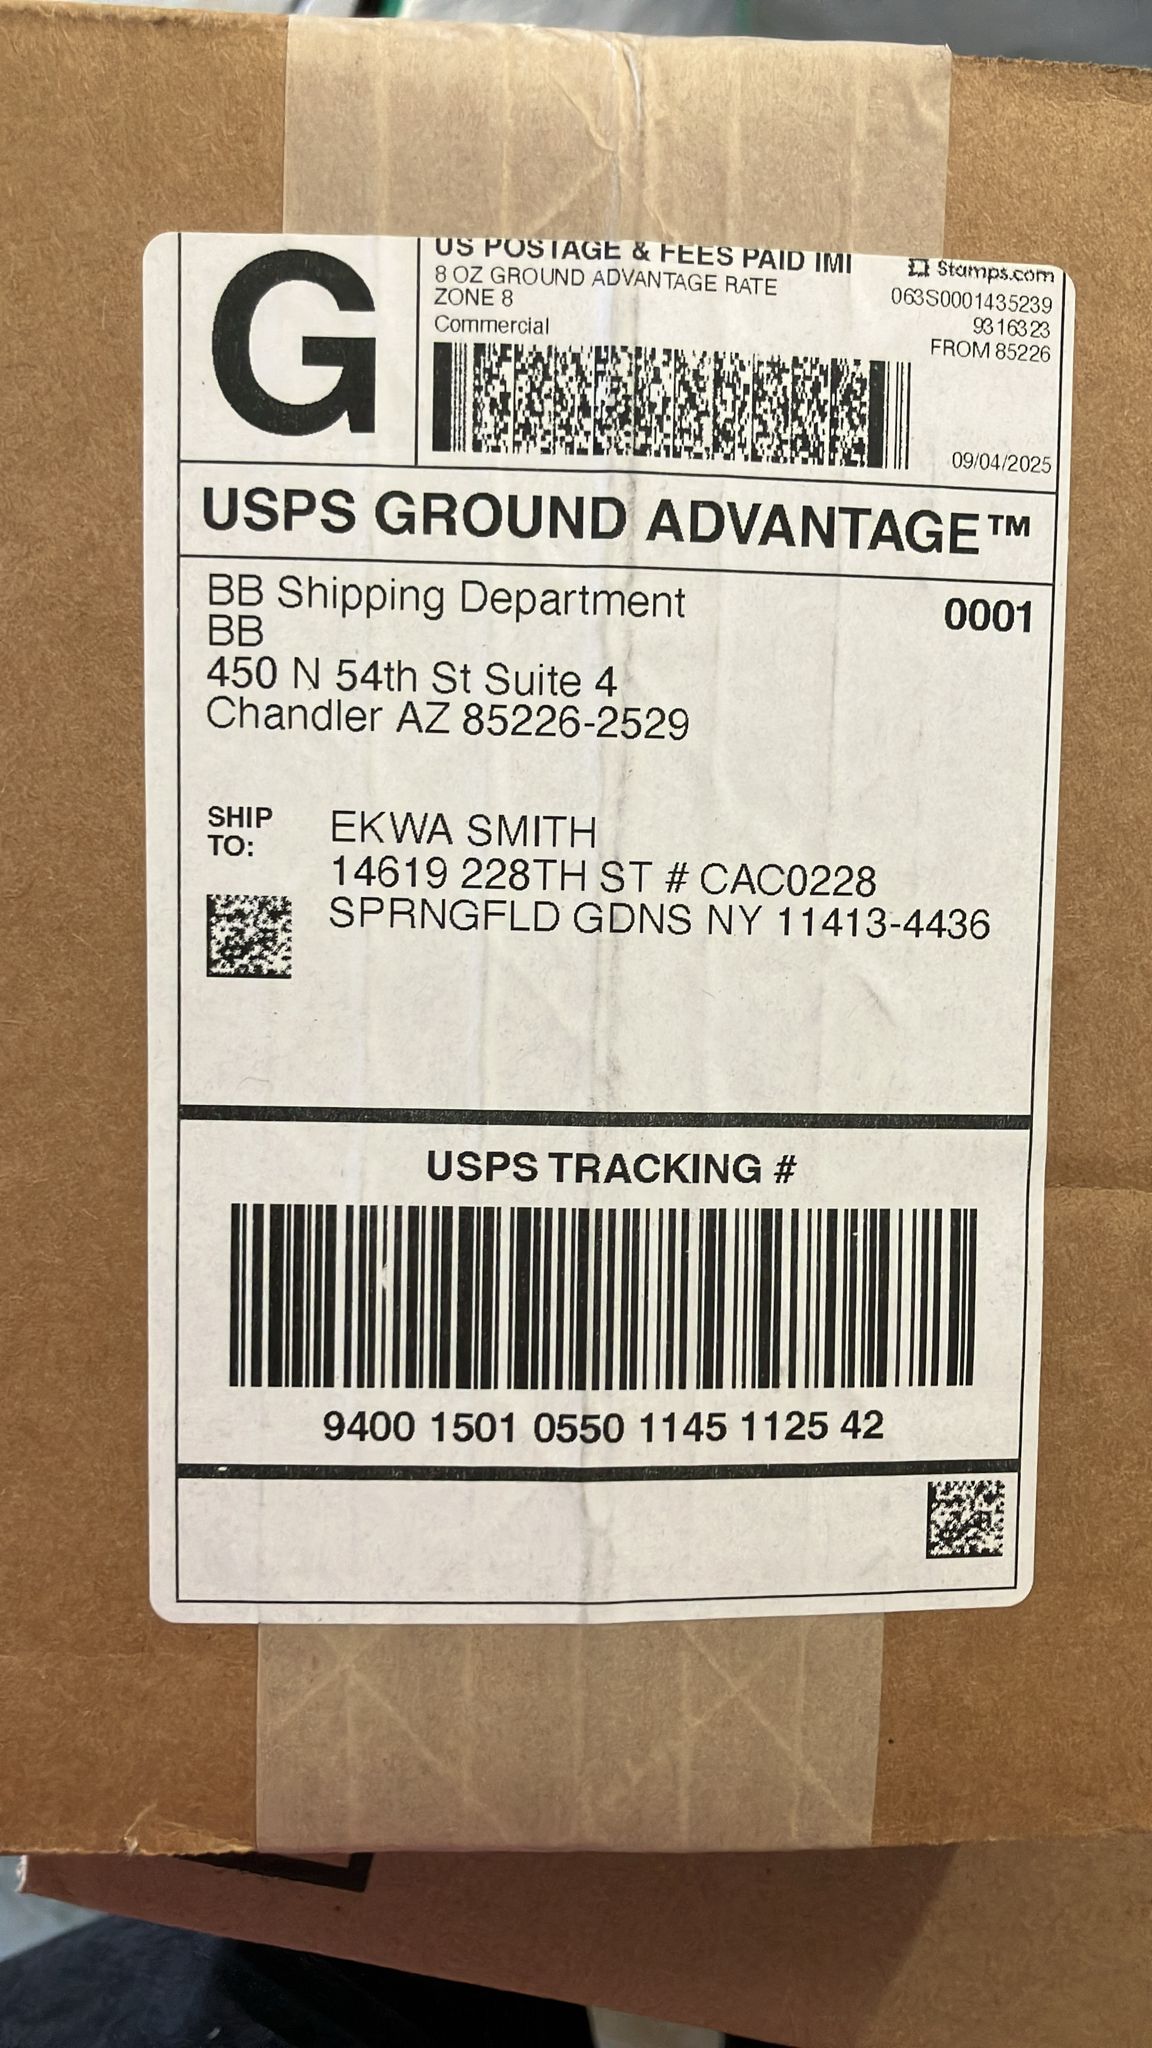 G
US POSTAGE & FEES PAID IMI
8 OZ GROUND ADVANTAGE RATE
ZONE 8
Commercial
Stamps.com
063S0001435239
9316323
FROM 85226
09/04/2025
USPS GROUND ADVANTAGE™
BB Shipping Department
0001
BB
450 N 54th St Suite 4
Chandler AZ 85226-2529
SHIP
TO:
EKWA SMITH
14619 228TH ST # CAC0228
SPRNGFLD GDNS NY 11413-4436
USPS TRACKING #
9400 1501 0550 1145 1125 42